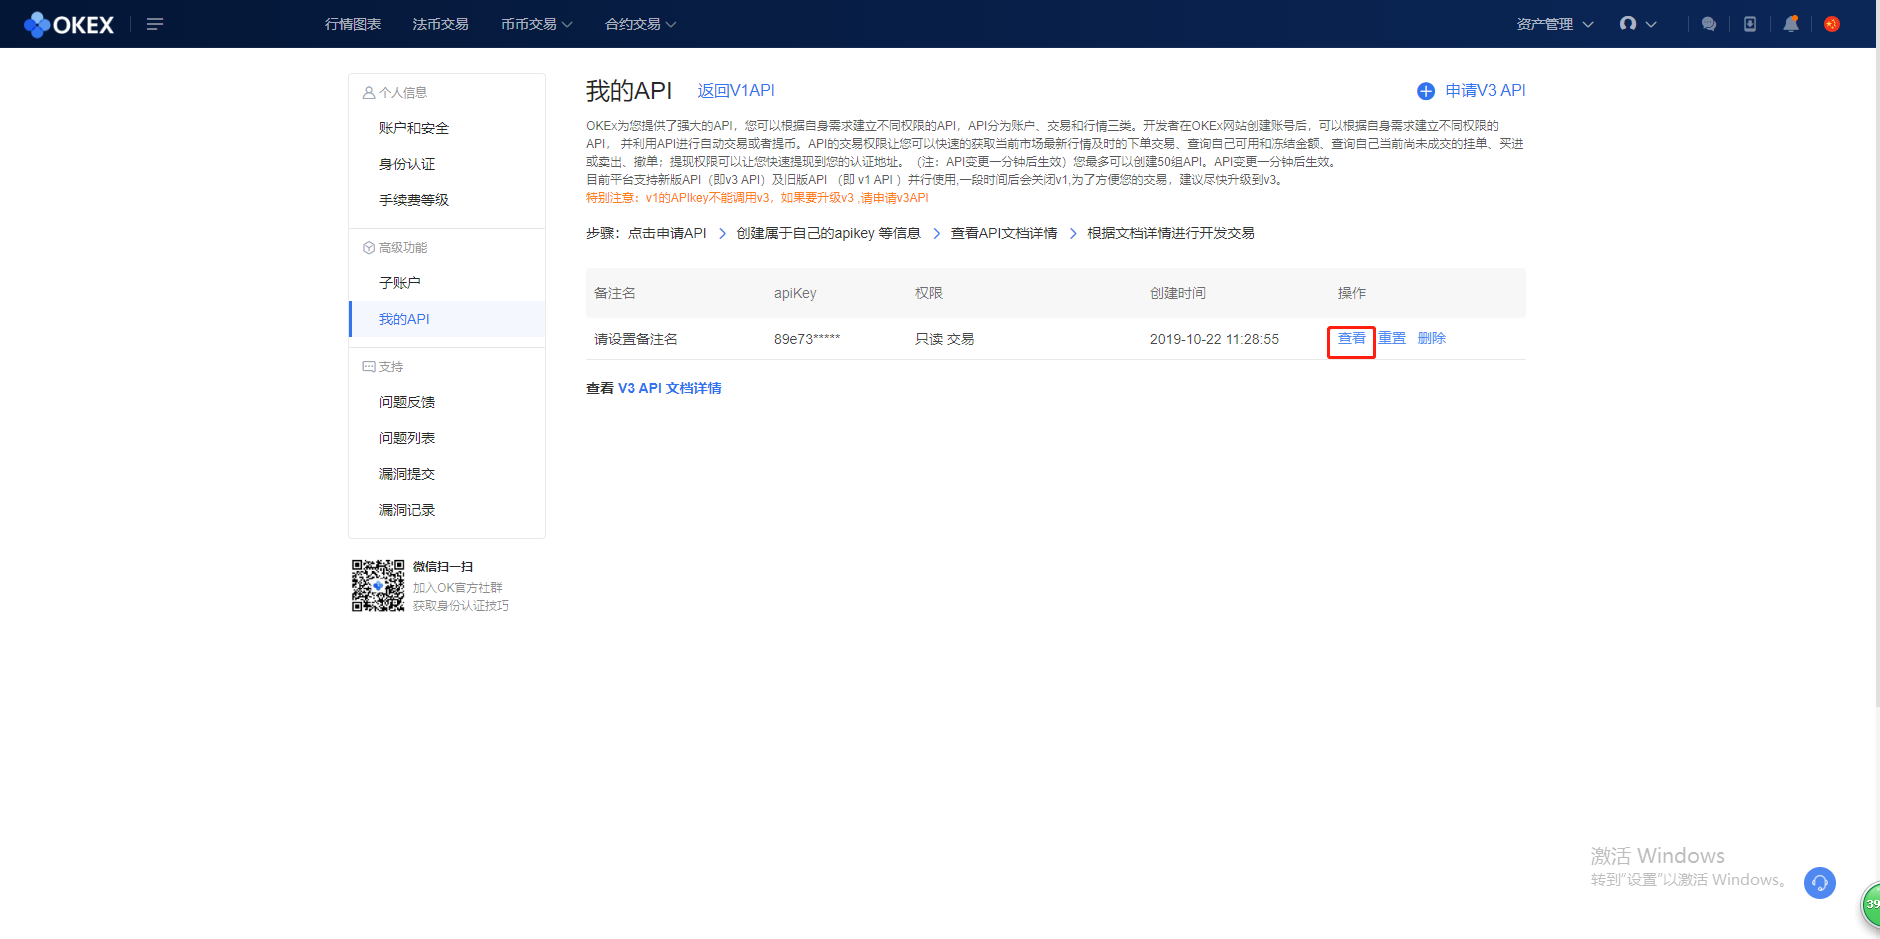 OKEX
行情图表 法币交易 币币交易 合约交易 资产管理
个人信息
账户和安全
身份认证
手续费等级
高级功能
子账户
我的API
支持
问题反馈
问题列表
漏洞提交
漏洞记录
微信扫一扫
加入OK官方社群
获取身份认证技巧
我的API 返回V1API 申请V3 API
OKEx为您提供了强大的API，您可以根据自身需求建立不同权限的API，API分为账户、交易和行情三类。开发者在OKEx网站创建账号后，可以根据自身需求建立不同权限的
API， 并利用API进行自动交易或者提币。API的交易权限让您可以快速的获取当前市场最新行情及时的下单交易、查询自己可用和冻结金额、查询自己当前尚未成交的挂单、买进
或卖出、撤单；提现权限可以让您快速提现到您的认证地址。（注：API变更一分钟后生效）您最多可以创建50组API。API变更一分钟后生效。
目前平台支持新版API（即v3 API）及旧版API （即 v1 API ）并行使用,一段时间后会关闭v1,为了方便您的交易，建议尽快升级到v3。
特别注意：v1的APIkey不能调用v3，如果要升级v3 ,请申请v3API
步骤：点击申请API > 创建属于自己的apikey 等信息 > 查看API文档详情 > 根据文档详情进行开发交易
备注名 apiKey 权限 创建时间 操作
请设置备注名 89e73***** 只读 交易 2019-10-22 11:28:55 查看 重置 删除
查看 V3 API 文档详情
激活 Windows
转到"设置"以激活 Windows。
39